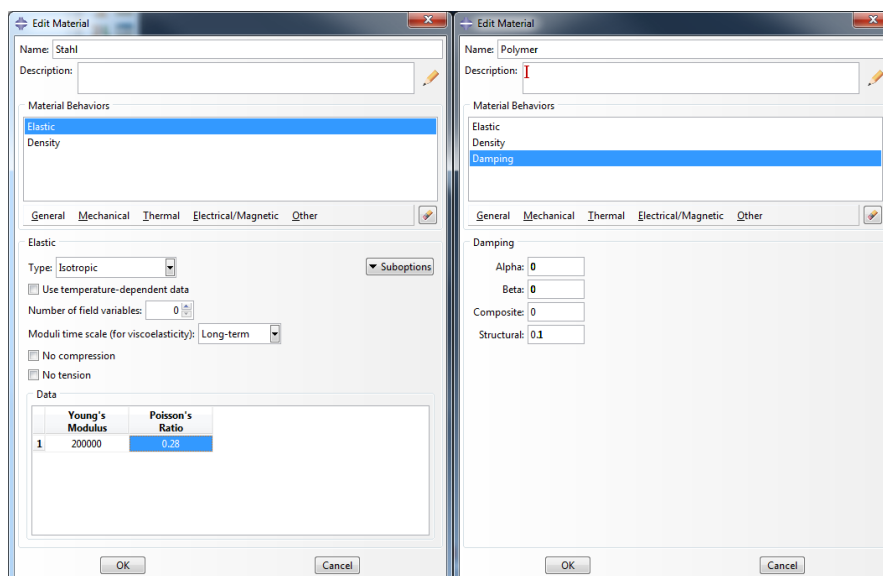 Edit Material
Name: Stahl
Description:
Material Behaviors
Elastic
Density
General Mechanical Thermal Electrical/Magnetic Other
Elastic
Type: Isotropic
Suboptions
Use temperature-dependent data
Number of field variables: 0
Moduli time scale (for viscoelasticity): Long-term
No compression
No tension
Data
Young's Modulus
Poisson's Ratio
1 200000 0.28
OK Cancel
Edit Material
Name: Polymer
Description:
Material Behaviors
Elastic
Density
Damping
General Mechanical Thermal Electrical/Magnetic Other
Damping
Alpha: 0
Beta: 0
Composite: 0
Structural: 0.1
OK Cancel